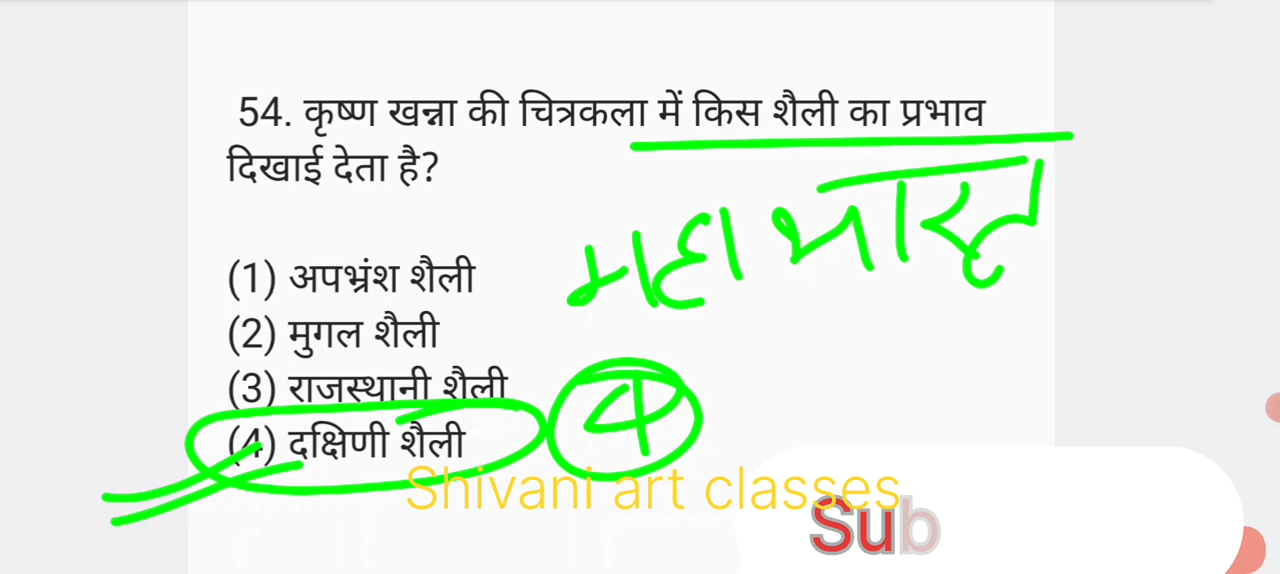 54. कृष्ण खन्ना की चित्रकला में किस शैली का प्रभाव
दिखाई देता है?
महाभारत
(1) अपभ्रंश शैली
(2) मुगल शैली
(3) राजस्थानी शैली
(4) दक्षिणी शैली
4
Shivani art classes
Sub